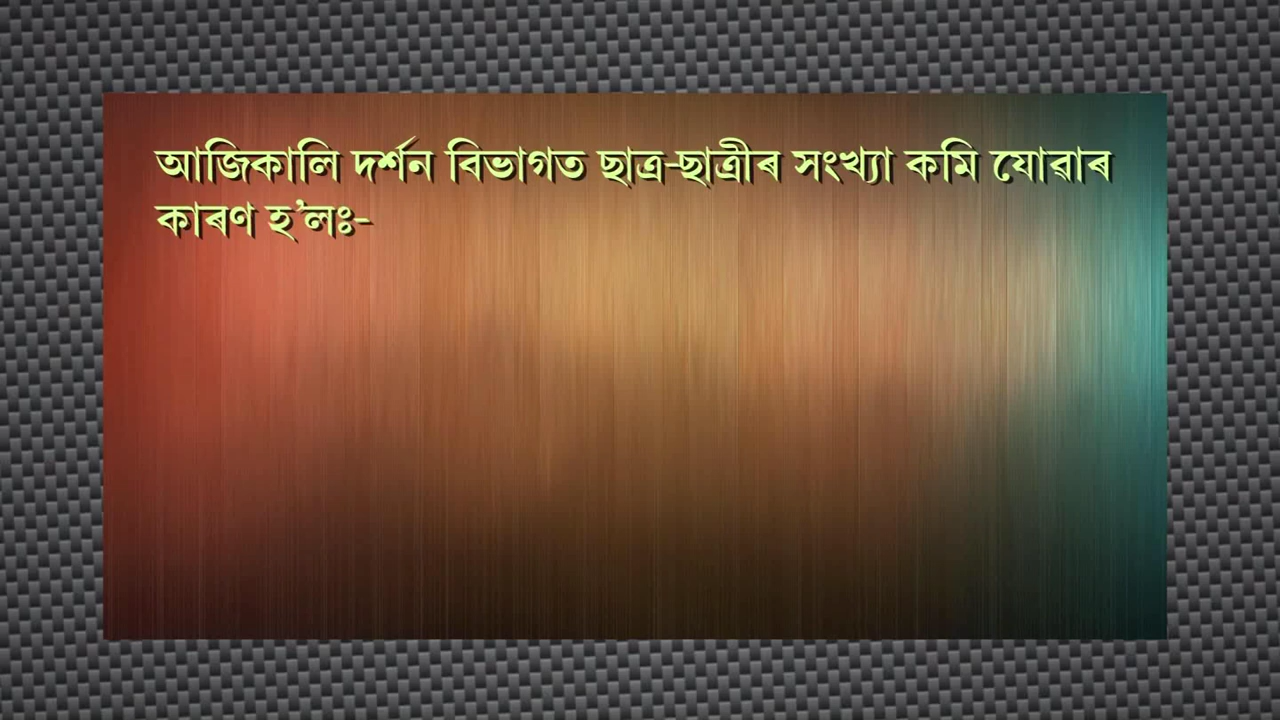 আজিকালি দৰ্শন বিভাগত ছাত্ৰ-ছাত্ৰীৰ সংখ্যা কমি যোৱাৰ
কাৰণ হ’লঃ-